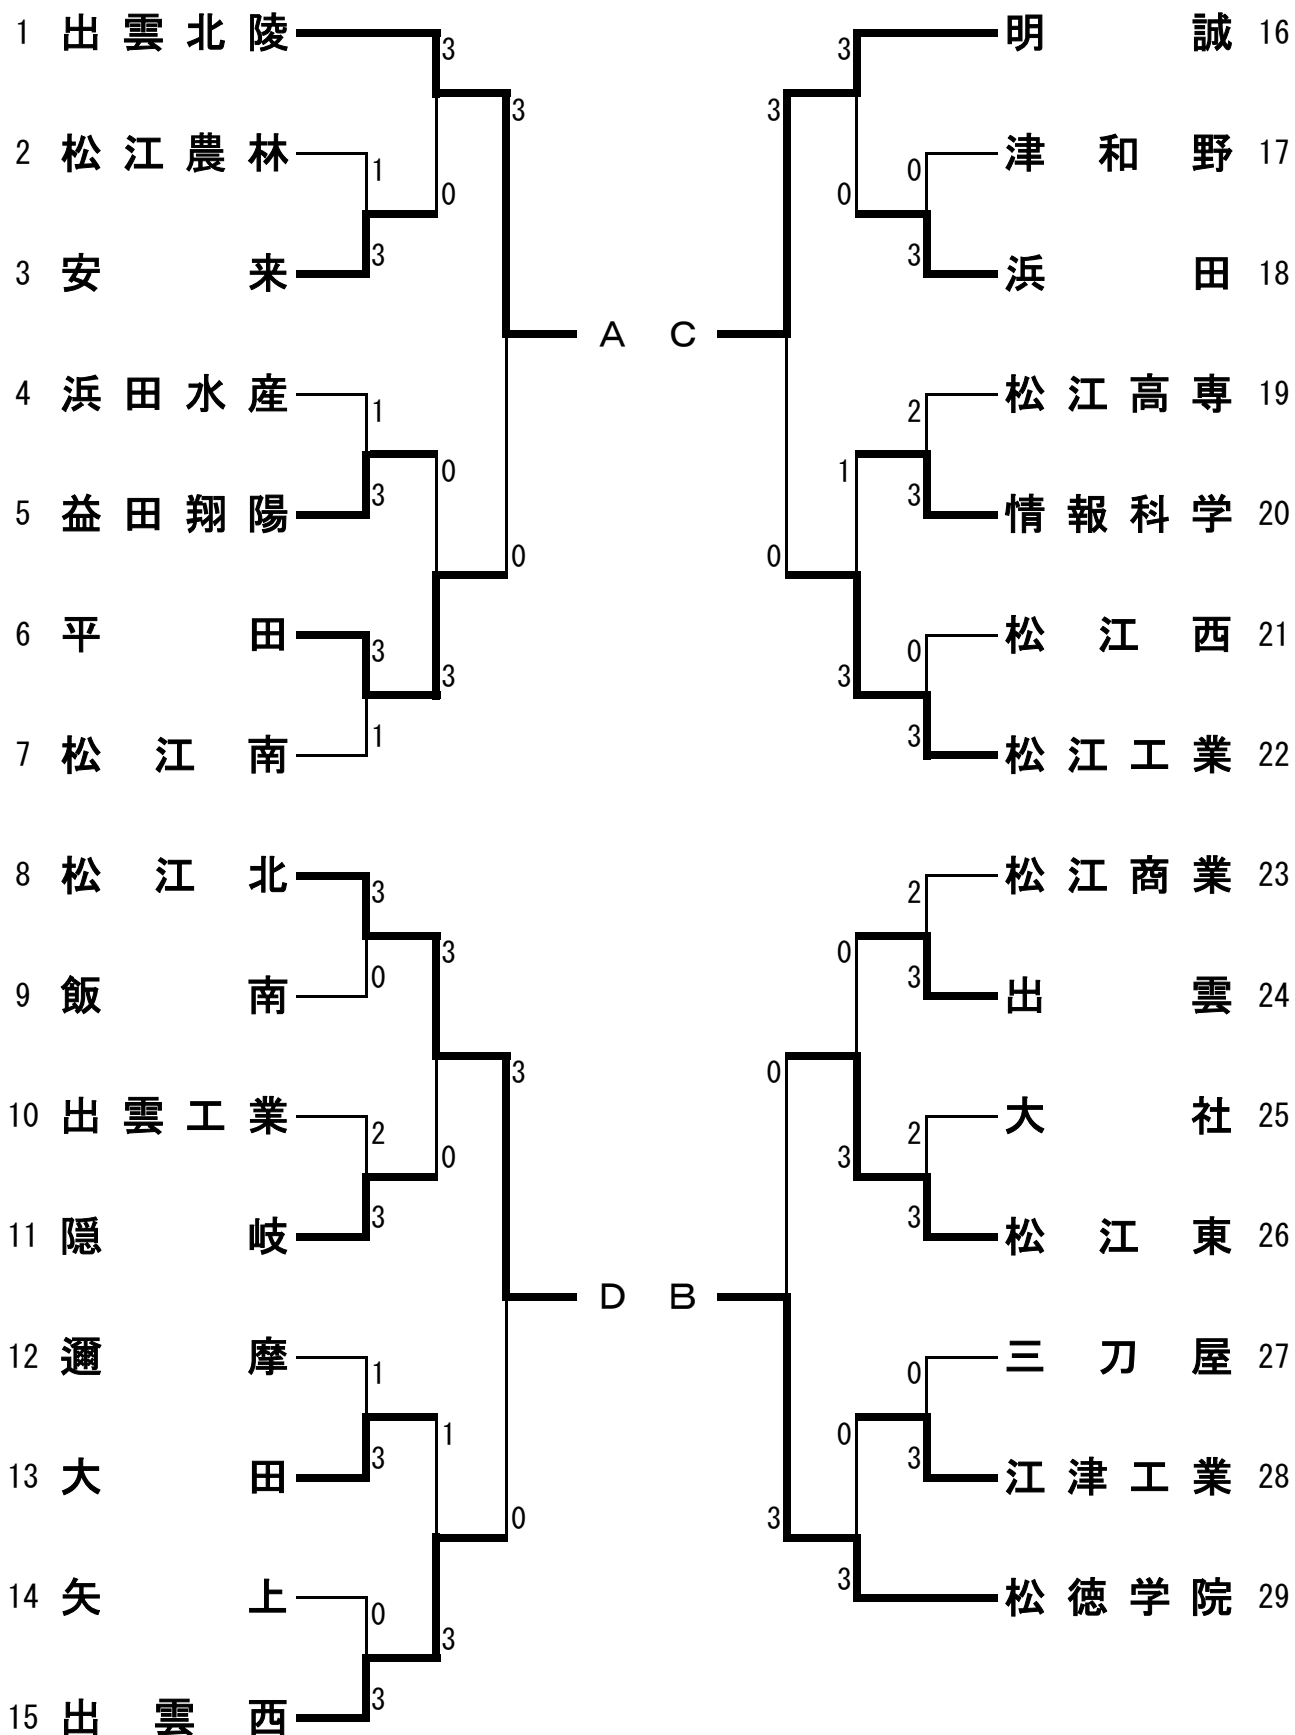 1 出雲北陵
2 松江農林
3 安来
4 浜田水産
5 益田翔陽
6 平田
7 松江南
8 松江北
9 飯南
10 出雲工業
11 隠岐
12 邇摩
13 大田
14 矢上
15 出雲西
3
1
3
0
3
1
3
0
3
1
3
0
3
0
3
2
3
3
0
1
3
0
3
1
3
3
0
A
D
明誠 16
津和野 17
浜田 18
松江高専 19
情報科学 20
松江西 21
松江工業 22
松江商業 23
出雲 24
大社 25
松江東 26
三刀屋 27
江津工業 28
松徳学院 29
3
0
3
0
3
2
3
1
0
3
3
0
2
3
0
2
3
3
0
0
3
0
3
3
C
B